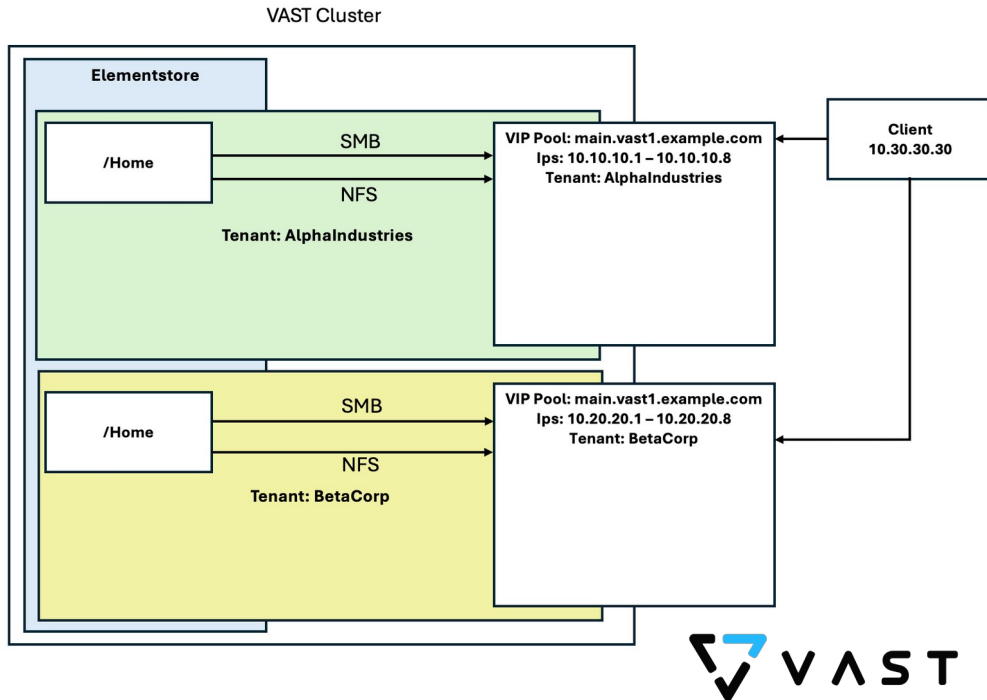 VAST Cluster
Elementstore
/Home
SMB
NFS
Tenant: AlphaIndustries
VIP Pool: main.vast1.example.com
Ips: 10.10.10.1 – 10.10.10.8
Tenant: AlphaIndustries
Client
10.30.30.30
/Home
SMB
NFS
Tenant: BetaCorp
VIP Pool: main.vast1.example.com
Ips: 10.20.20.1 – 10.20.20.8
Tenant: BetaCorp
VAST